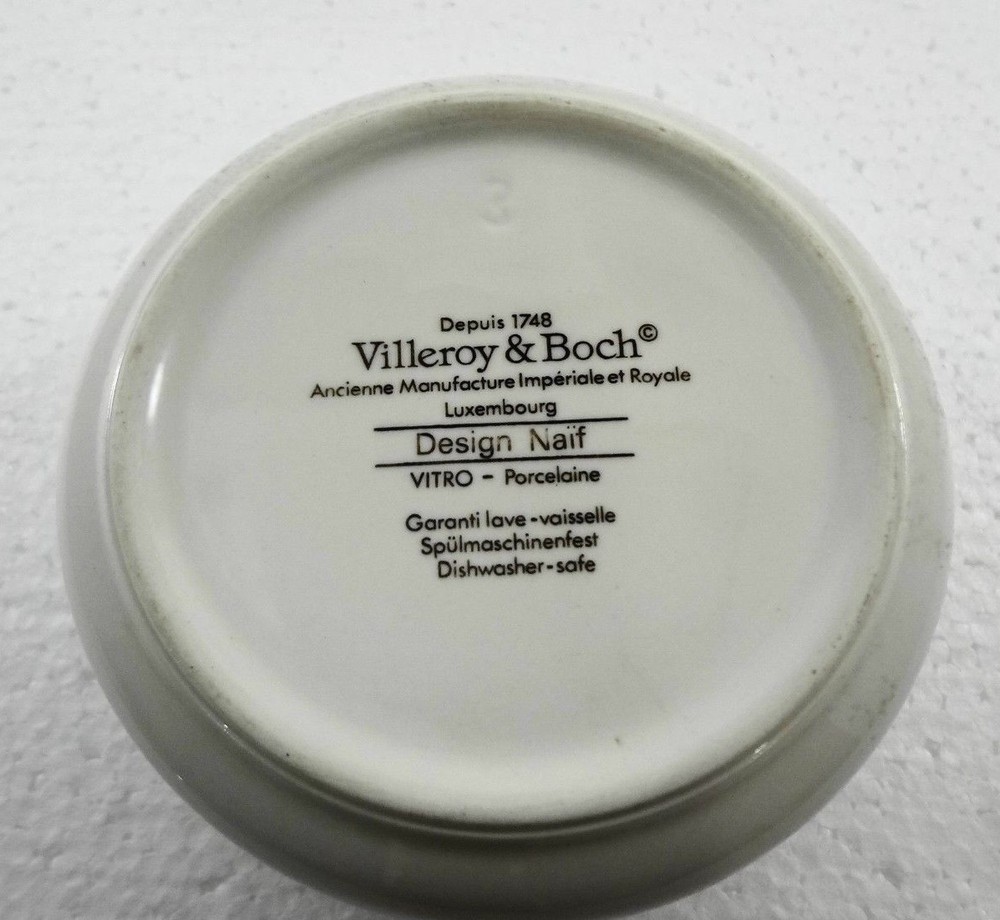 3
Depuis 1748
Villeroy & Boch©
Ancienne Manufacture Impériale et Royale
Luxembourg
Design Naïf
VITRO - Porcelaine
Garanti lave-vaisselle
Spülmaschinenfest
Dishwasher-safe